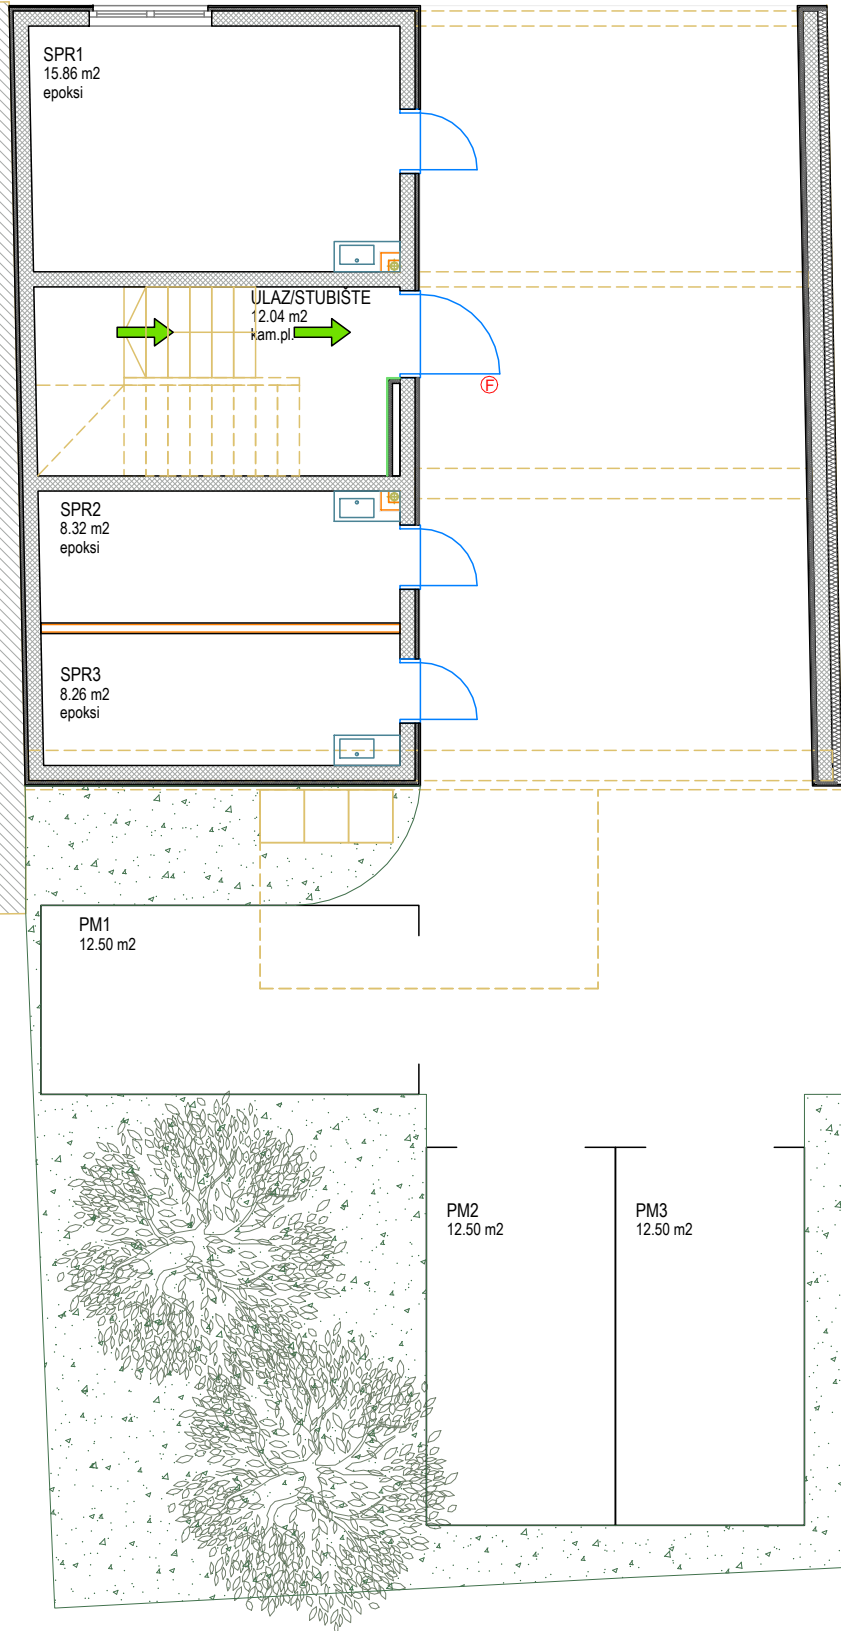 SPR1
15.86 m2
epoksi
ULAZ/STUBIŠTE
12.04 m2
kam.pl.
F
SPR2
8.32 m2
epoksi
SPR3
8.26 m2
epoksi
PM1
12.50 m2
PM2
12.50 m2
PM3
12.50 m2